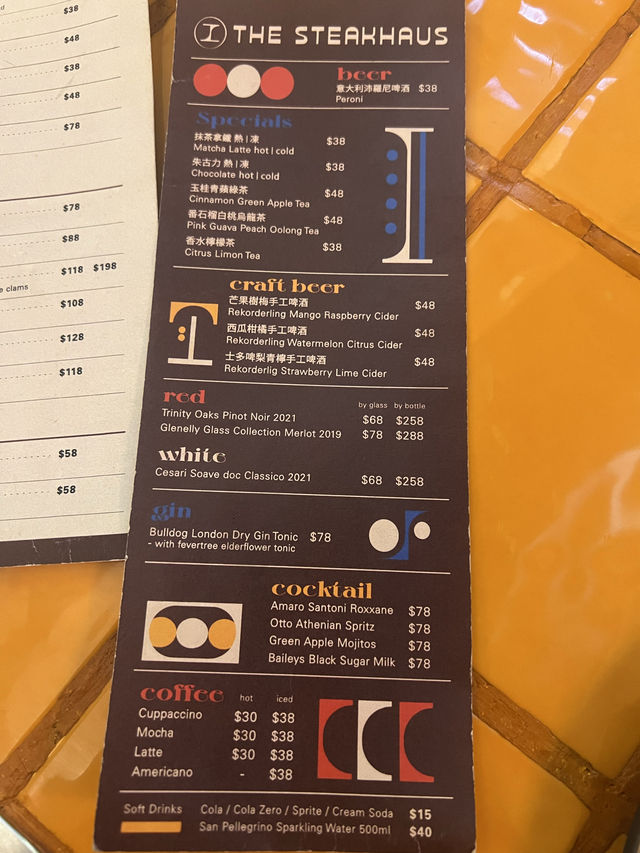 $38
$48
$38
$48
$78
$78
$88
$118 $198
clams
$108
$128
$118
$58
$58
I THE STEAKHAUS
beer
意大利沛羅尼啤酒 $38
Peroni
Specials
抹茶拿鐵 熱|凍 $38
Matcha Latte hot | cold
朱古力 熱|凍 $38
Chocolate hot | cold
玉桂青蘋綠茶 $48
Cinnamon Green Apple Tea
番石榴白桃烏龍茶 $48
Pink Guava Peach Oolong Tea
香水檸檬茶 $38
Citrus Limon Tea
craft beer
芒果樹梅手工啤酒 $48
Rekorderling Mango Raspberry Cider
西瓜柑橘手工啤酒 $48
Rekorderling Watermelon Citrus Cider
士多啤梨青檸手工啤酒 $48
Rekorderlig Strawberry Lime Cider
red by glass by bottle
Trinity Oaks Pinot Noir 2021 $68 $258
Glenelly Glass Collection Merlot 2019 $78 $288
white
Cesari Soave doc Classico 2021 $68 $258
gin
Bulldog London Dry Gin Tonic $78
- with fevertree elderflower tonic
cocktail
Amaro Santoni Roxxane $78
Otto Athenian Spritz $78
Green Apple Mojitos $78
Baileys Black Sugar Milk $78
coffee hot iced
Cuppaccino $30 $38
Mocha $30 $38
Latte $30 $38
Americano - $38
Soft Drinks Cola / Cola Zero / Sprite / Cream Soda $15
San Pellegrino Sparkling Water 500ml $40